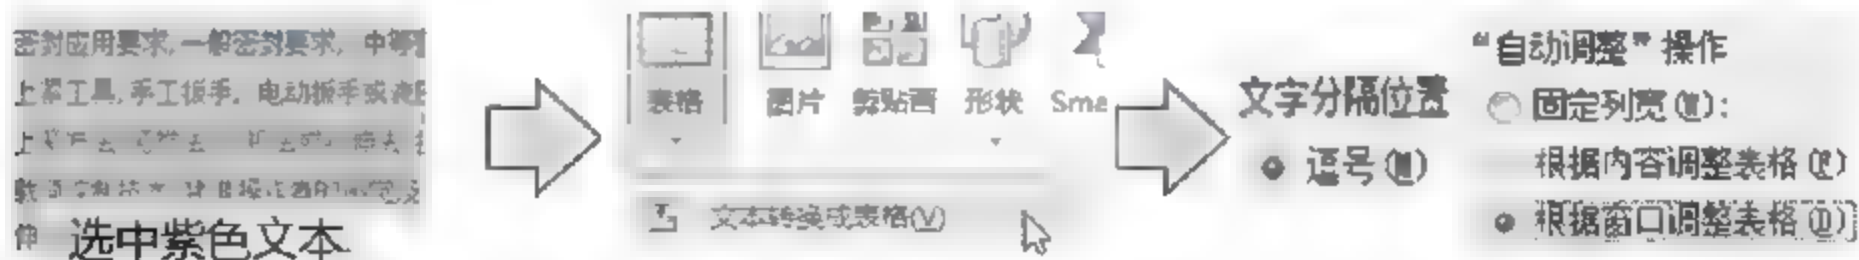 密封应用要求,一般密封要求, 中等
上紧工具,手工扳手, 电动扳手或液
伸 选中紫色文本
表格 图片 剪贴画 形状 Sma
文本转换成表格(V)
文字分隔位置
逗号(M)
“自动调整”操作
固定列宽(W):
根据内容调整表格(F)
根据窗口调整表格(D)